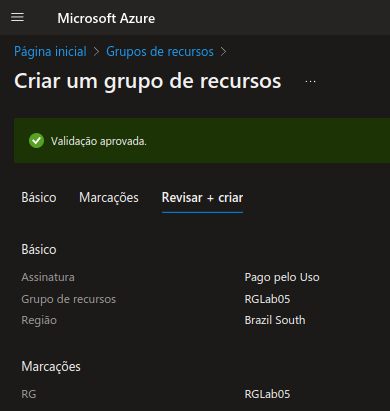 Microsoft Azure
Página inicial > Grupos de recursos >
Criar um grupo de recursos ...
Validação aprovada.
Básico Marcações Revisar + criar
Básico
Assinatura Pago pelo Uso
Grupo de recursos RGLab05
Região Brazil South
Marcações
RG RGLab05